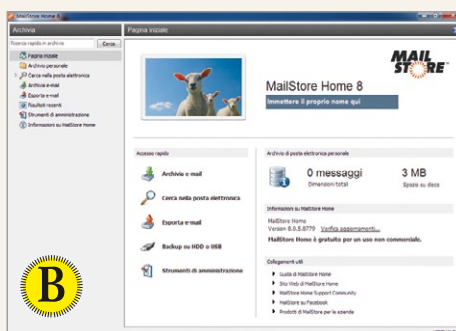 MailStore Home 8
Archivia
Pagina iniziale
Ricerca rapida in archivio
Cerca
Pagina iniziale
Archivio personale
Cerca nella posta elettronica
Archivia e-mail
Esporta e-mail
Risultati recenti
Strumenti di amministrazione
Informazioni su MailStore Home
MAIL
STORE
MailStore Home 8
Immettere il proprio nome qui
Accesso rapido
Archivia e-mail
Cerca nella posta elettronica
Esporta e-mail
Backup su HDD o USB
Strumenti di amministrazione
Archivio di posta elettronica personale
0 messaggi
Dimensioni total
3 MB
Spazio su disco
Informazioni su MailStore Home
MailStore Home
Version 8.0.5.8779 Verifica aggiornamenti...
MailStore Home è gratuito per un uso non commerciale.
Collegamenti utili
Guida di MailStore Home
Sito Web di MailStore Home
MailStore Home Support Community
MailStore su Facebook
Prodotti di MailStore per le aziende
B